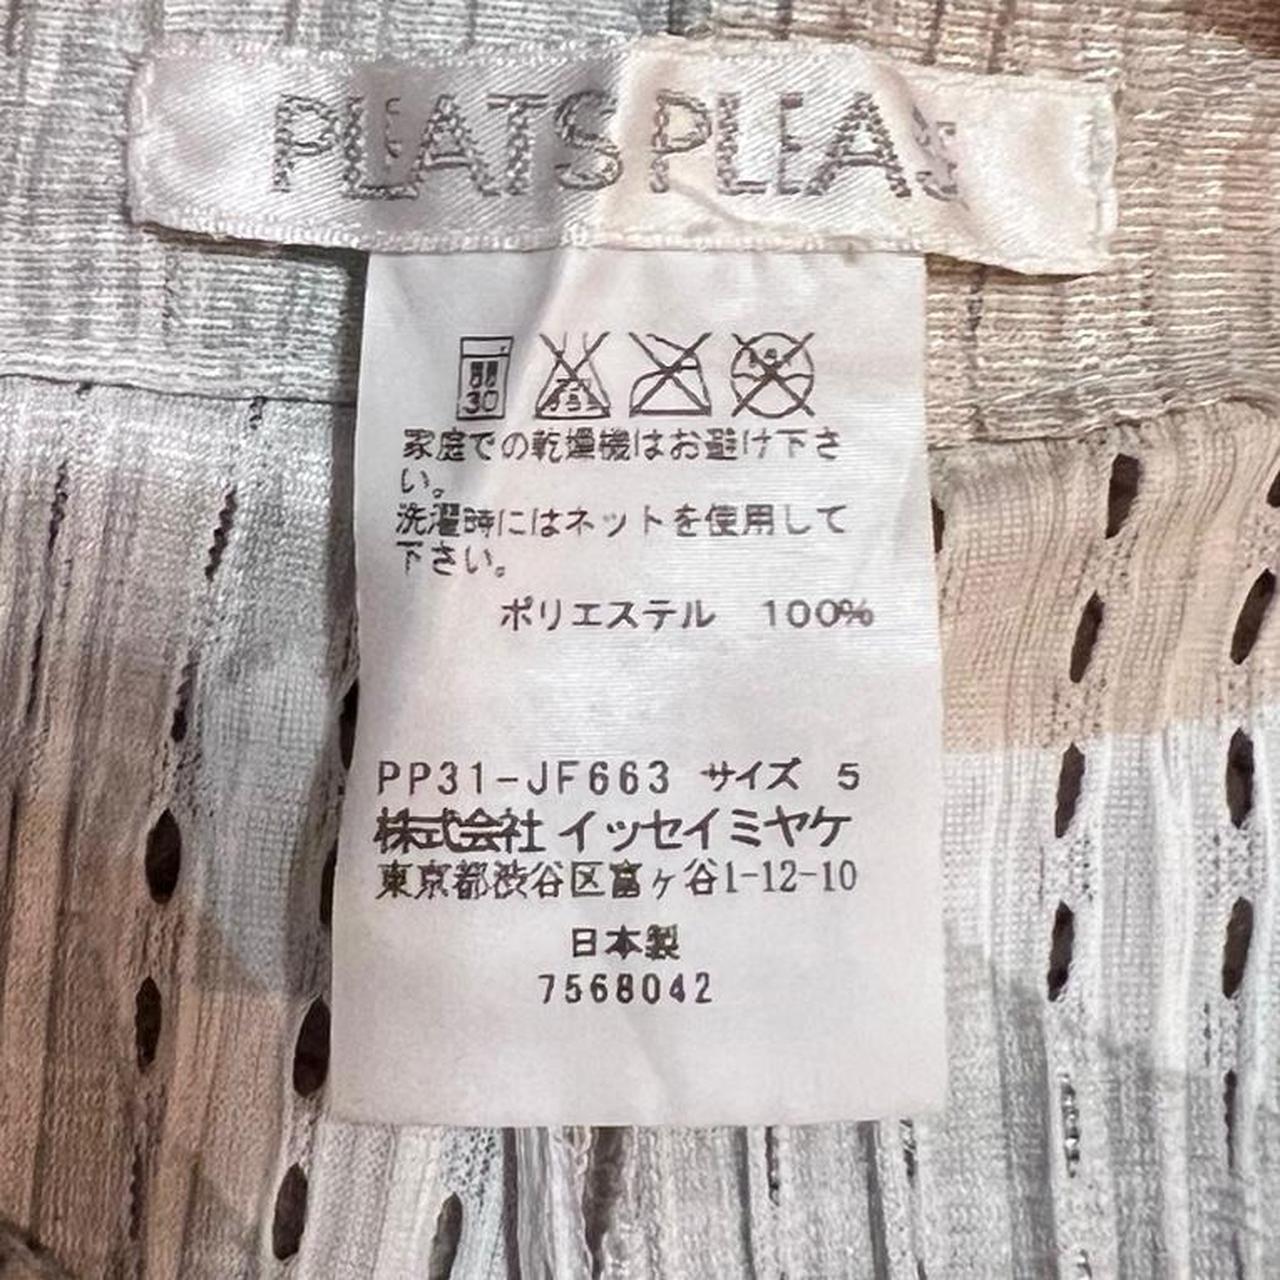 PLEATS PLEAS
30
家庭での乾燥機はお避け下さ
い。
洗濯時にはネットを使用して
下さい。
ポリエステル 100%
PP31-JF663 サイズ 5
株式会社 イッセイミヤケ
東京都渋谷区富ヶ谷1-12-10
日本製
7568042